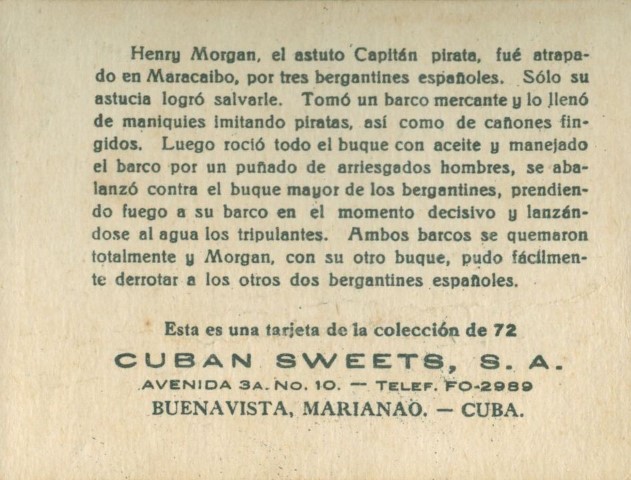 Henry Morgan, el astuto Capitán pirata, fué atrapa-
do en Maracaibo, por tres bergantines españoles. Sólo su
astucia logró salvarle. Tomó un barco mercante y lo llenó
de maniquies imitando piratas, así como de cañones fin-
gidos. Luego roció todo el buque con aceite y manejado
el barco por un puñado de arriesgados hombres, se aba-
lanzó contra el buque mayor de los bergantines, prendien-
do fuego a su barco en el momento decisivo y lanzán-
dose al agua los tripulantes. Ambos barcos se quemaron
totalmente y Morgan, con su otro buque, pudo fácilmen-
te derrotar a los otros dos bergantines españoles.
Esta es una tarjeta de la colección de 72
CUBAN SWEETS, S. A.
AVENIDA 3A. NO. 10. — TELEF. FO-2989
BUENAVISTA, MARIANAO. — CUBA.